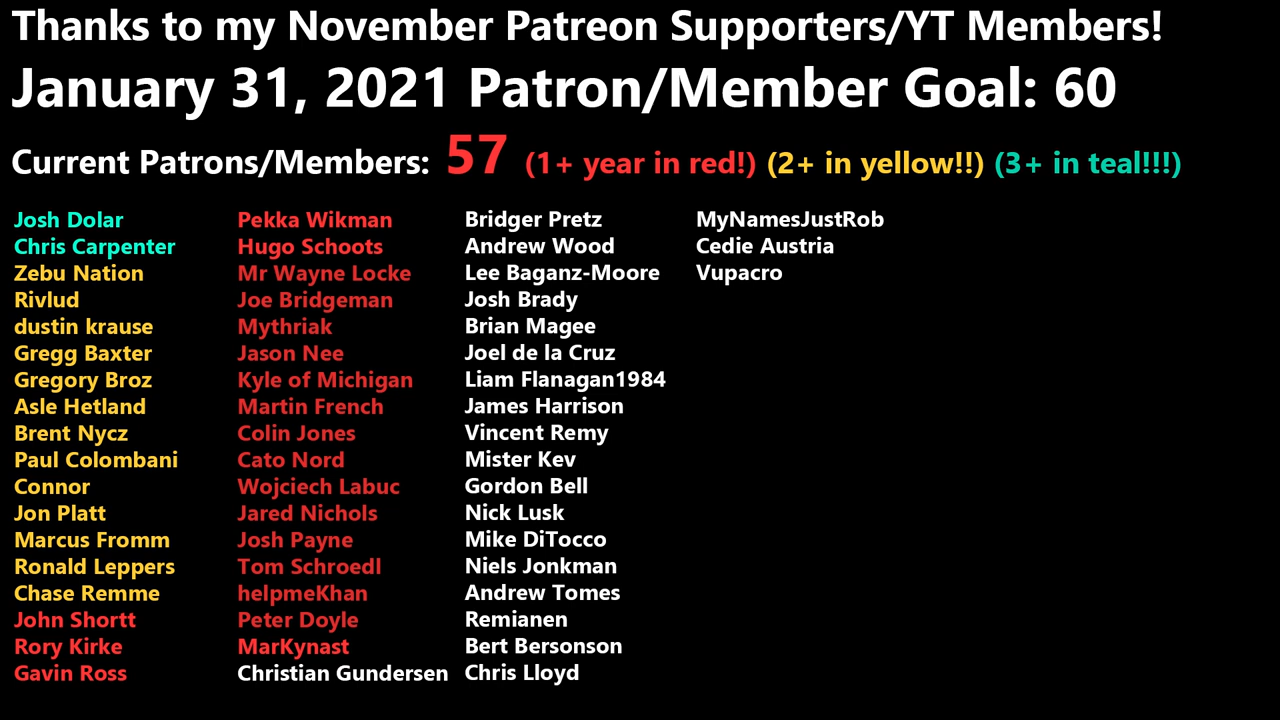 Thanks to my November Patreon Supporters/YT Members!
January 31, 2021 Patron/Member Goal: 60
Current Patrons/Members: 57 (1+ year in red!) (2+ in yellow!!) (3+ in teal!!!)
Josh Dolar
Chris Carpenter
Zebu Nation
Rivlud
dustin krause
Gregg Baxter
Gregory Broz
Asle Hetland
Brent Nycz
Paul Colombani
Connor
Jon Platt
Marcus Fromm
Ronald Leppers
Chase Remme
John Shortt
Rory Kirke
Gavin Ross
Pekka Wikman
Hugo Schoots
Mr Wayne Locke
Joe Bridgeman
Mythriak
Jason Nee
Kyle of Michigan
Martin French
Colin Jones
Cato Nord
Wojciech Labuc
Jared Nichols
Josh Payne
Tom Schroedl
helpmeKhan
Peter Doyle
MarKynast
Christian Gundersen
Bridger Pretz
Andrew Wood
Lee Baganz-Moore
Josh Brady
Brian Magee
Joel de la Cruz
Liam Flanagan1984
James Harrison
Vincent Remy
Mister Kev
Gordon Bell
Nick Lusk
Mike DiTocco
Niels Jonkman
Andrew Tomes
Remianen
Bert Bersonson
Chris Lloyd
MyNamesJustRob
Cedie Austria
Vupacro